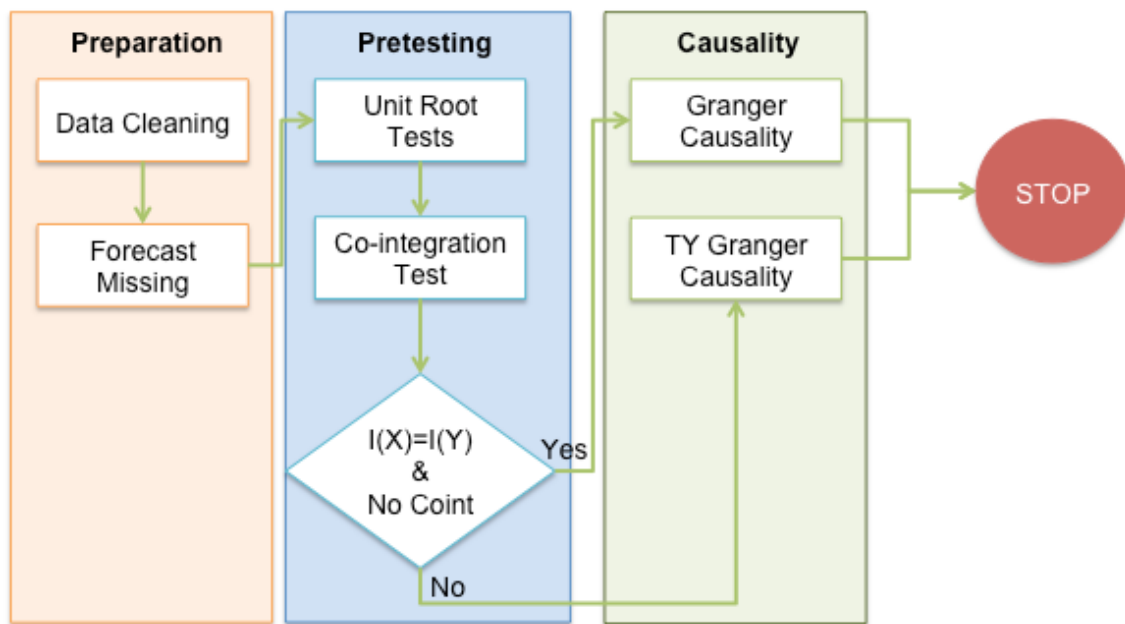 Preparation
Data Cleaning
Forecast
Missing
Pretesting
Unit Root
Tests
Co-integration
Test
I(X)=I(Y)
&
No Coint
Yes
No
Causality
Granger
Causality
TY Granger
Causality
STOP